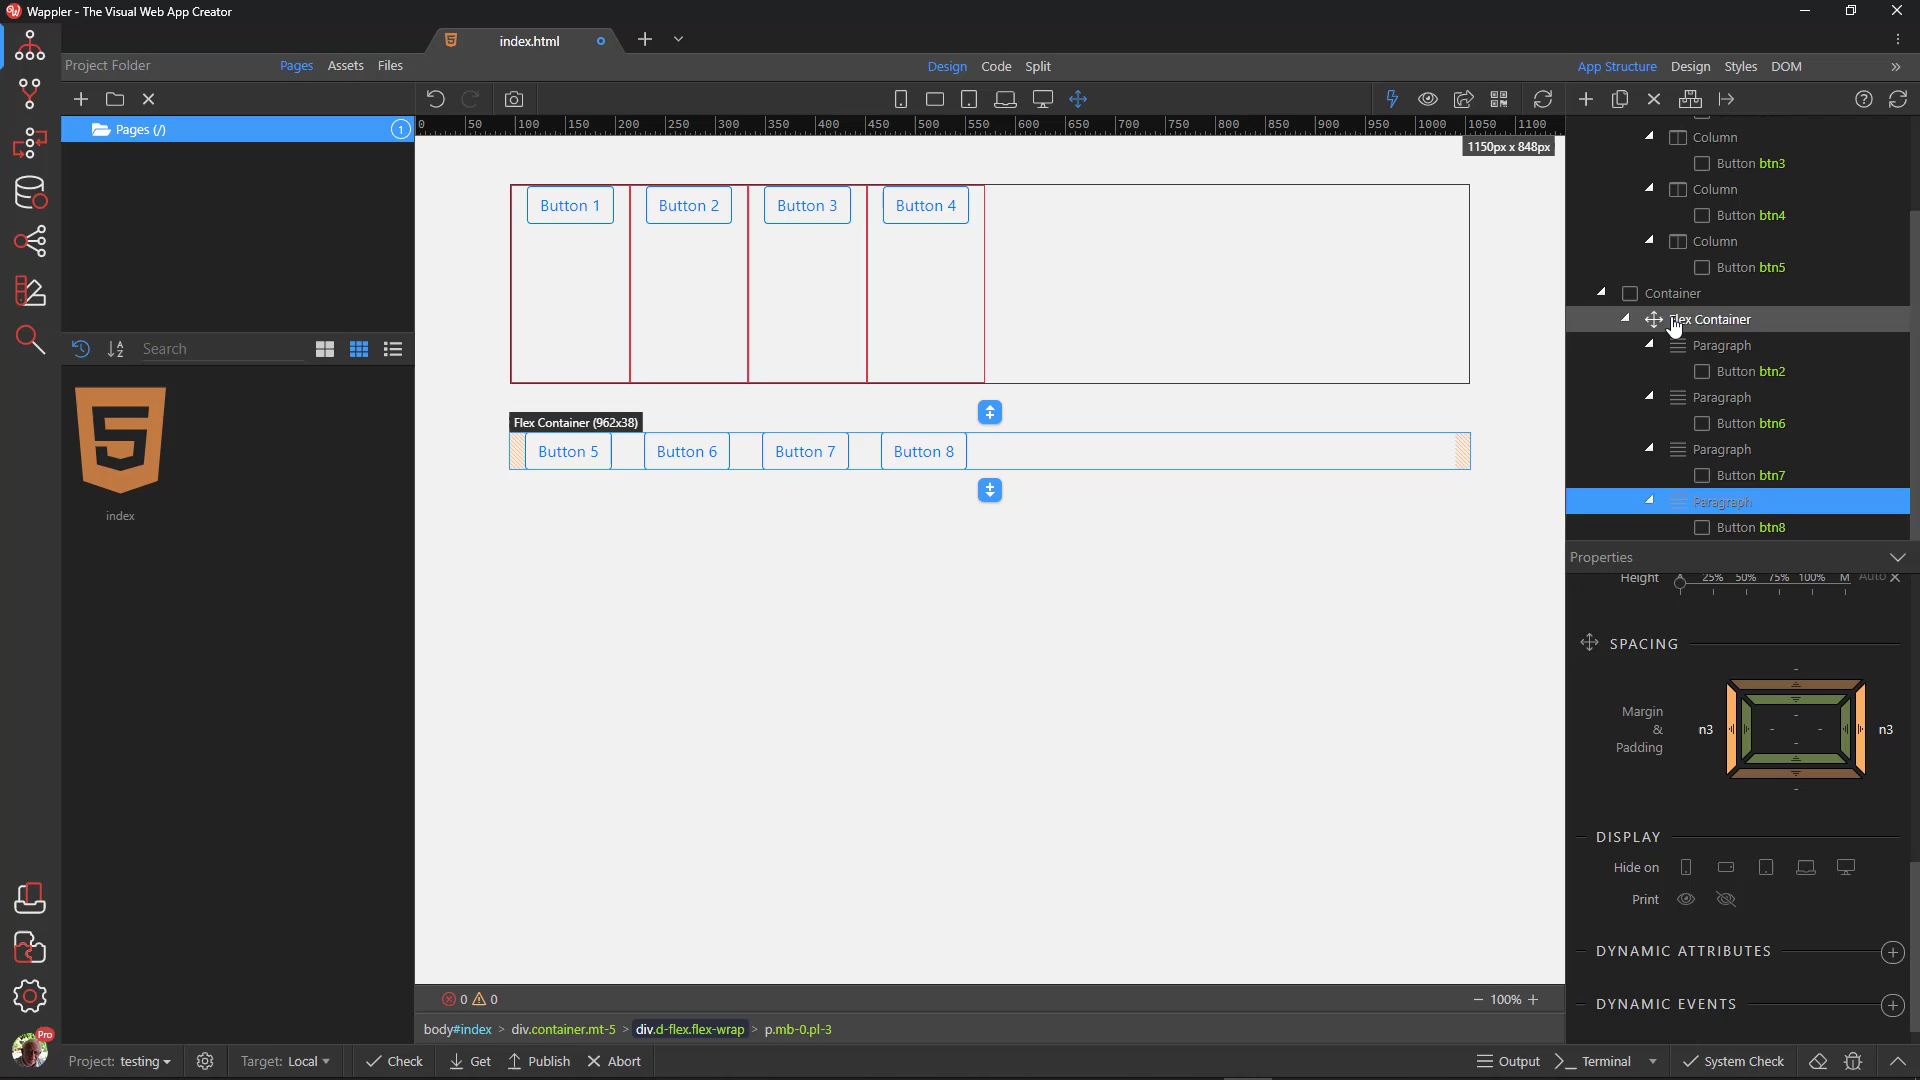 Wappler - The Visual Web App Creator
index.html
Project Folder
Pages
Assets
Files
Design
Code
Split
App Structure
Design
Styles
DOM
Pages (/)
1
0 50 100 150 200 250 300 350 400 450 500 550 600 650 700 750 800 850 900 950 1000 1050 1100
1150px x 848px
Column
Button btn3
Column
Button btn4
Column
Button btn5
Container
Flex Container
Paragraph
Button btn2
Paragraph
Button btn6
Paragraph
Button btn7
Paragraph
Button btn8
Button 1
Button 2
Button 3
Button 4
Flex Container (962x38)
Button 5
Button 6
Button 7
Button 8
Search
index
Properties
Height
25% 50% 75% 100% M Auto
SPACING
Margin
&
Padding
n3
n3
DISPLAY
Hide on
Print
DYNAMIC ATTRIBUTES
DYNAMIC EVENTS
0
0
100%
body#index > div.container.mt-5 > div.d-flex.flex-wrap > p.mb-0.pl-3
Pro
Project: testing
Target: Local
Check
Get
Publish
Abort
Output
Terminal
System Check